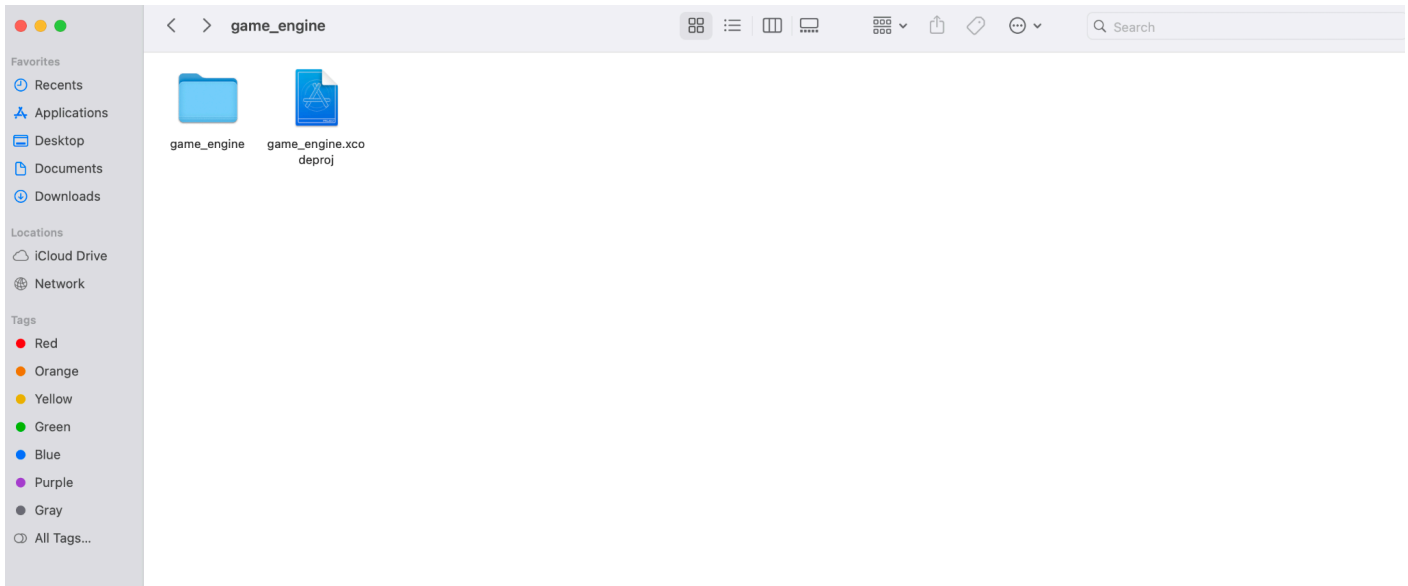 game_engine
Search
Favorites
Recents
Applications
Desktop
Documents
Downloads
Locations
iCloud Drive
Network
Tags
Red
Orange
Yellow
Green
Blue
Purple
Gray
All Tags...
game_engine
game_engine.xco
deproj